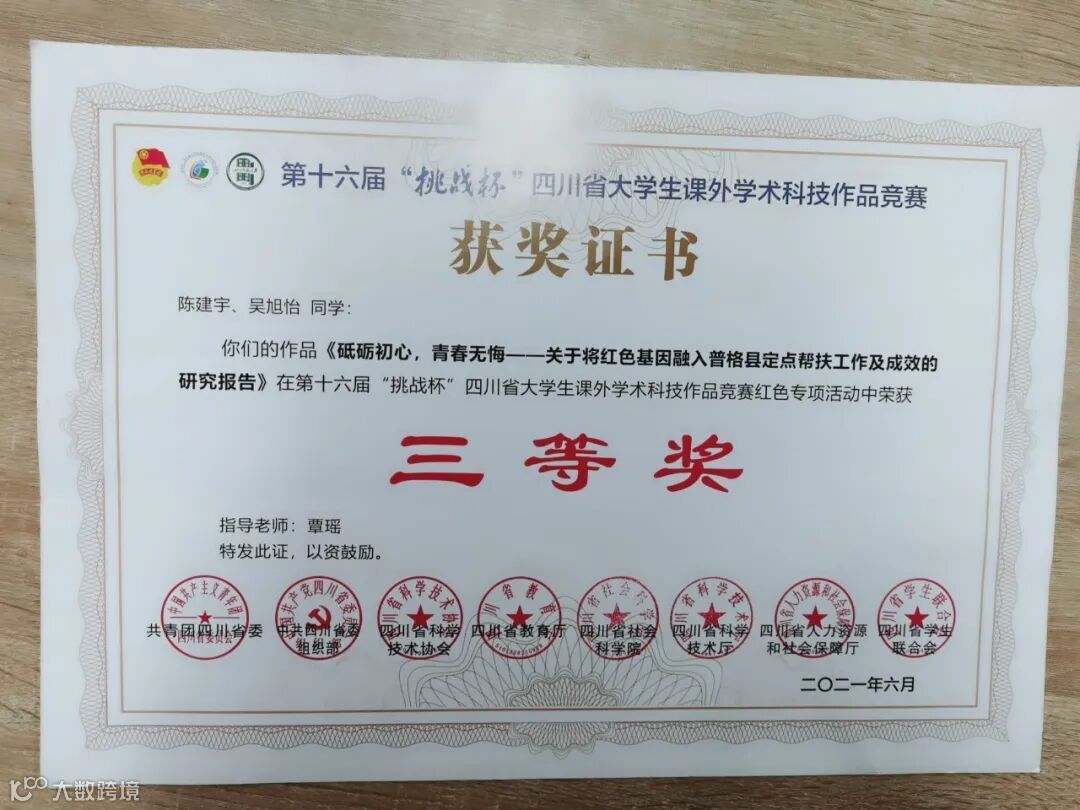 第十六届“挑战杯”四川省大学生课外学术科技作品竞赛
获奖证书
陈建宇、吴旭怡 同学：
你们的作品《砥砺初心，青春无悔——关于将红色基因融入普格县定点帮扶工作及成效的
研究报告》在第十六届“挑战杯”四川省大学生课外学术科技作品竞赛红色专项活动中荣获
三等奖
指导老师：覃瑶
特发此证，以资鼓励。
共青团四川省委
中共四川省委
组织部
四川省科学
技术协会
四川省教育厅
四川省社会
科学院
四川省科学
技术厅
四川省人力资源
和社会保障厅
四川省学生
联合会
二〇二一年六月
大数跨境